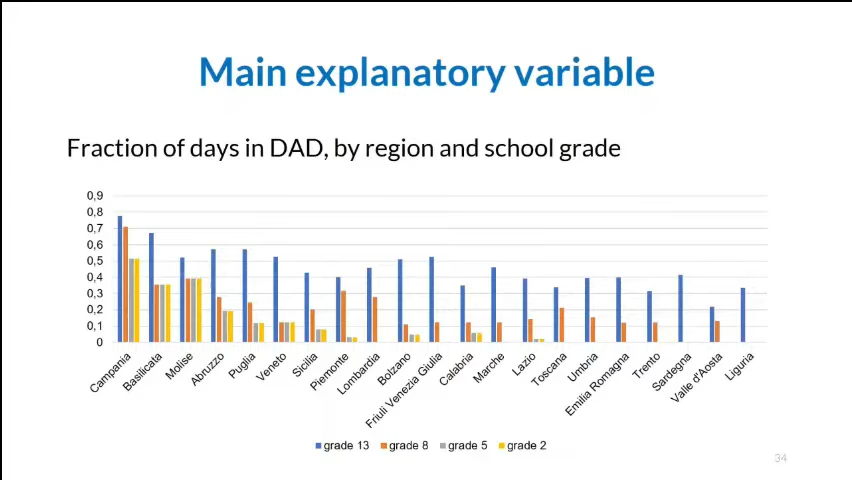 Main explanatory variable
Fraction of days in DAD, by region and school grade
0,9
0,8
0,7
0,6
0,5
0,4
0,3
0,2
0,1
0
Campania
Basilicata
Molise
Abruzzo
Puglia
Veneto
Sicilia
Piemonte
Lombardia
Bolzano
Friuli Venezia Giulia
Calabria
Marche
Lazio
Toscana
Umbria
Emilia Romagna
Trento
Sardegna
Valle d'Aosta
Liguria
grade 13 grade 8 grade 5 grade 2
34